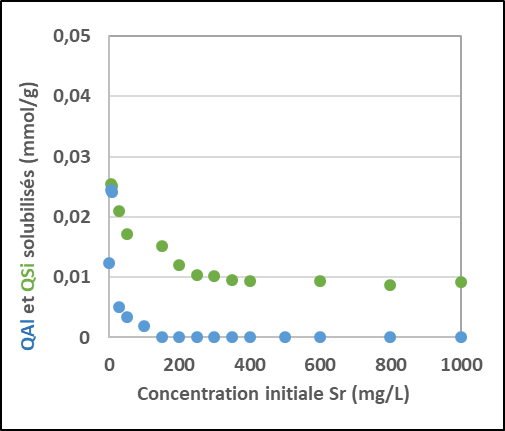 0,05
0,04
0,03
0,02
0,01
0
QAl et QSi solubilisés (mmol/g)
0 200 400 600 800 1000
Concentration initiale Sr (mg/L)